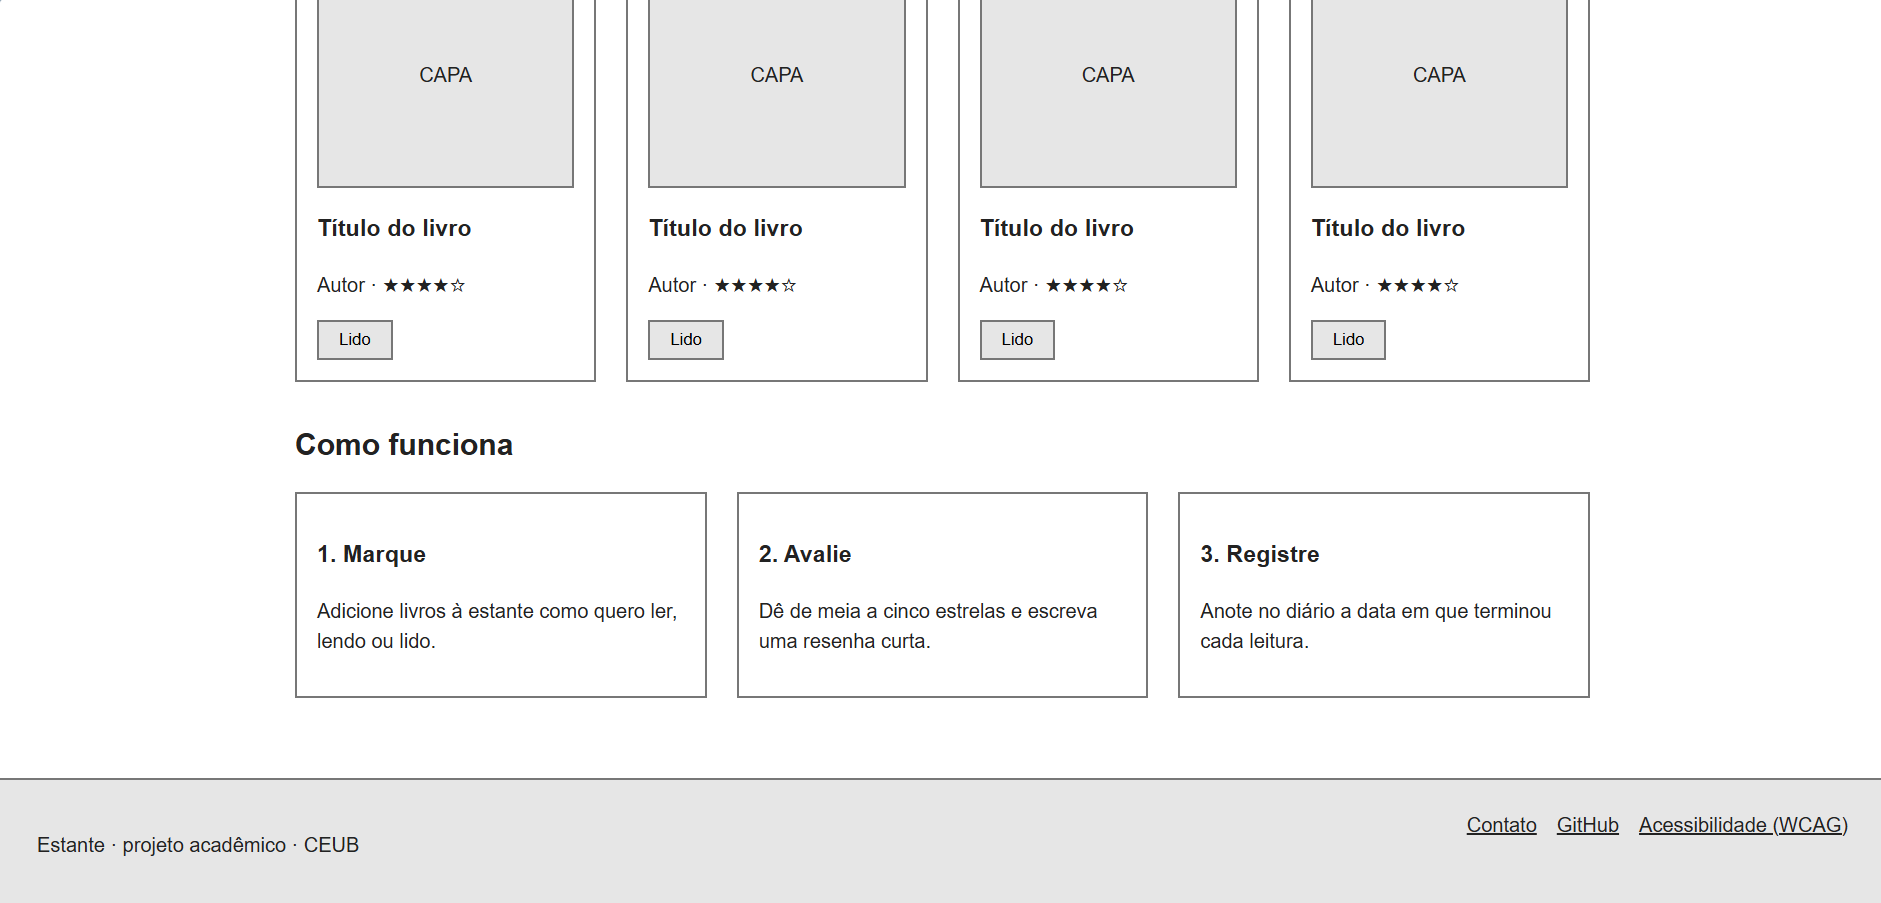 CAPA CAPA CAPA CAPA
Título do livro Título do livro Título do livro Título do livro
Autor · ★★★★☆ Autor · ★★★★☆ Autor · ★★★★☆ Autor · ★★★★☆
Lido Lido Lido Lido
Como funciona
1. Marque
Adicione livros à estante como quero ler,
lendo ou lido.
2. Avalie
Dê de meia a cinco estrelas e escreva
uma resenha curta.
3. Registre
Anote no diário a data em que terminou
cada leitura.
Estante · projeto acadêmico · CEUB
Contato GitHub Acessibilidade (WCAG)